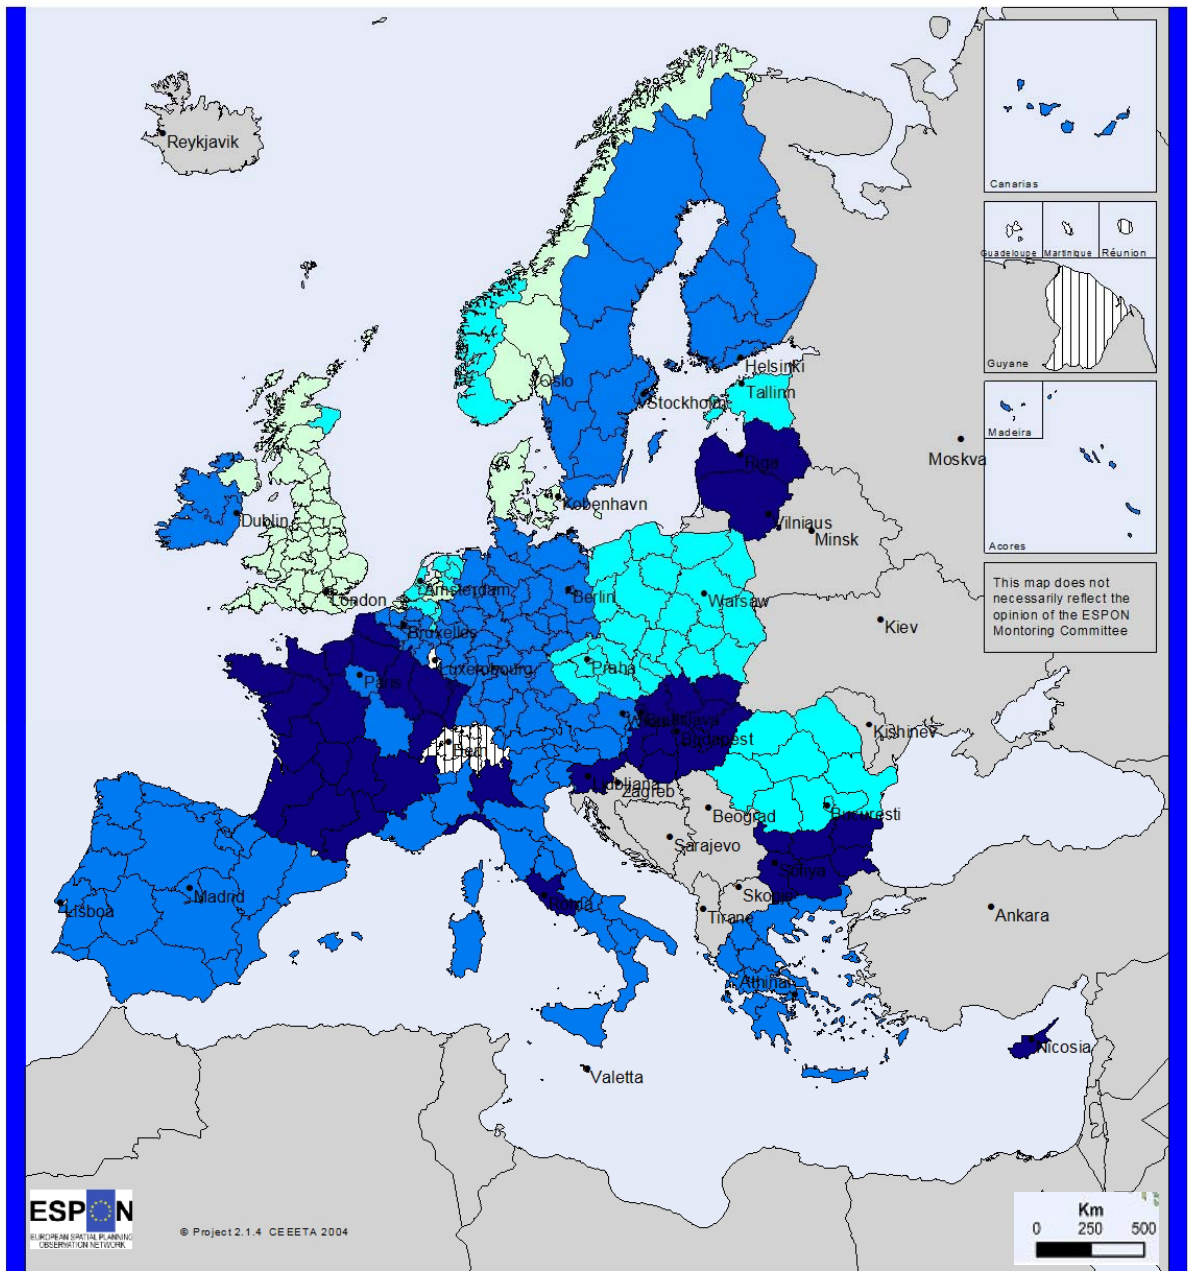 Reykjavik
Canarias
Guadeloupe
Martinique
Réunion
Guyane
Helsinki
Oslo
Tallinn
Stockholm
Madeira
Moskva
Riga
København
Dublin
Vilniaus
Minsk
Acores
Amsterdam
Berlin
Warsaw
London
This map does not
necessarily reflect the
opinion of the ESPON
Montoring Committee
Kiev
Bruxelles
Praha
Luxembourg
Paris
Bratislava
Kishinev
Budapest
Bern
Ljubljana
Zagreb
Beograd
Bucuresti
Sarajevo
Sofiya
Madrid
Skopje
Roma
Lisboa
Tirane
Ankara
Athinai
Nicosia
Valetta
ESPON
EUROPEAN SPATIAL PLANNING
OBSERVATION NETWORK
© Project 2.1.4 CEEETA 2004
Km
0 250 500